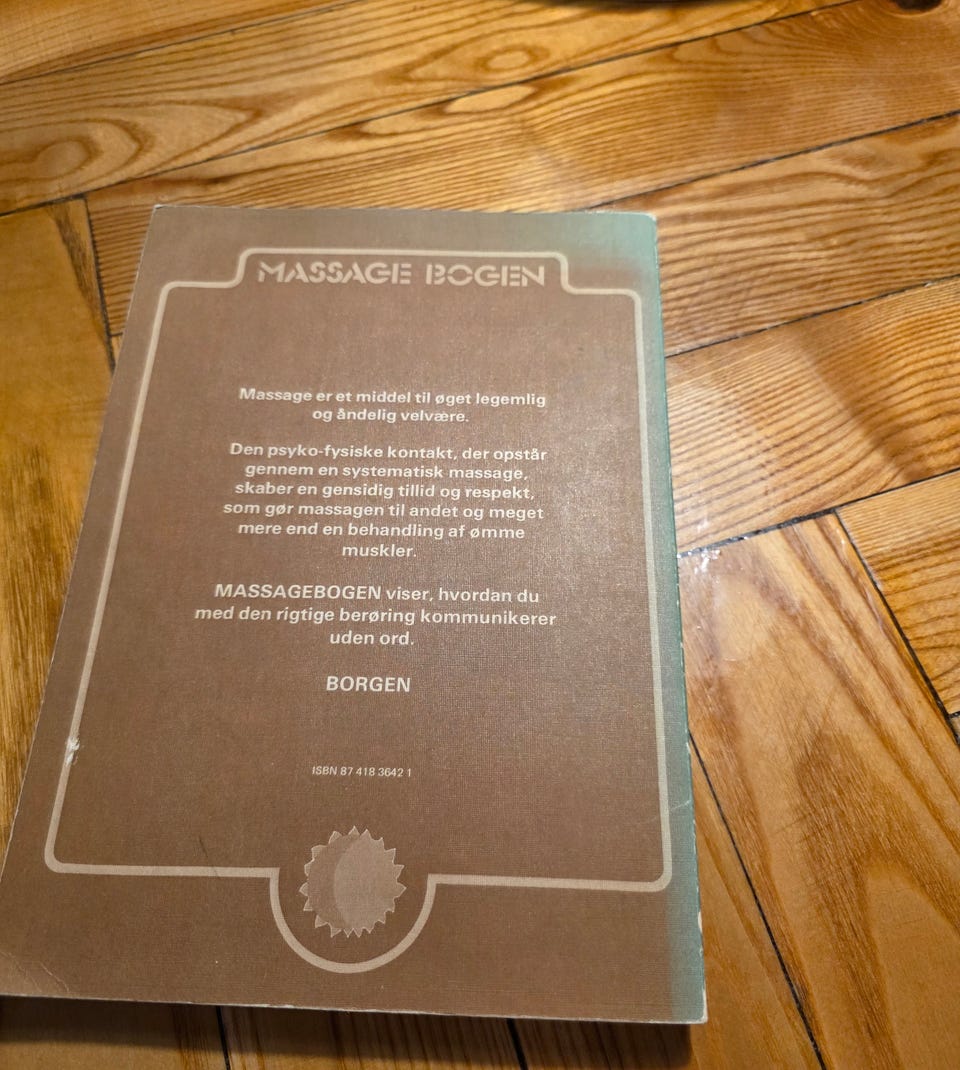 MASSAGE BOGEN
Massage er et middel til øget legemlig
og åndelig velvære.
Den psyko-fysiske kontakt, der opstår
gennem en systematisk massage,
skaber en gensidig tillid og respekt,
som gør massagen til andet og meget
mere end en behandling af ømme
muskler.
MASSAGEBOGEN viser, hvordan du
med den rigtige berøring kommunikerer
uden ord.
BORGEN
ISBN 87 418 3642 1